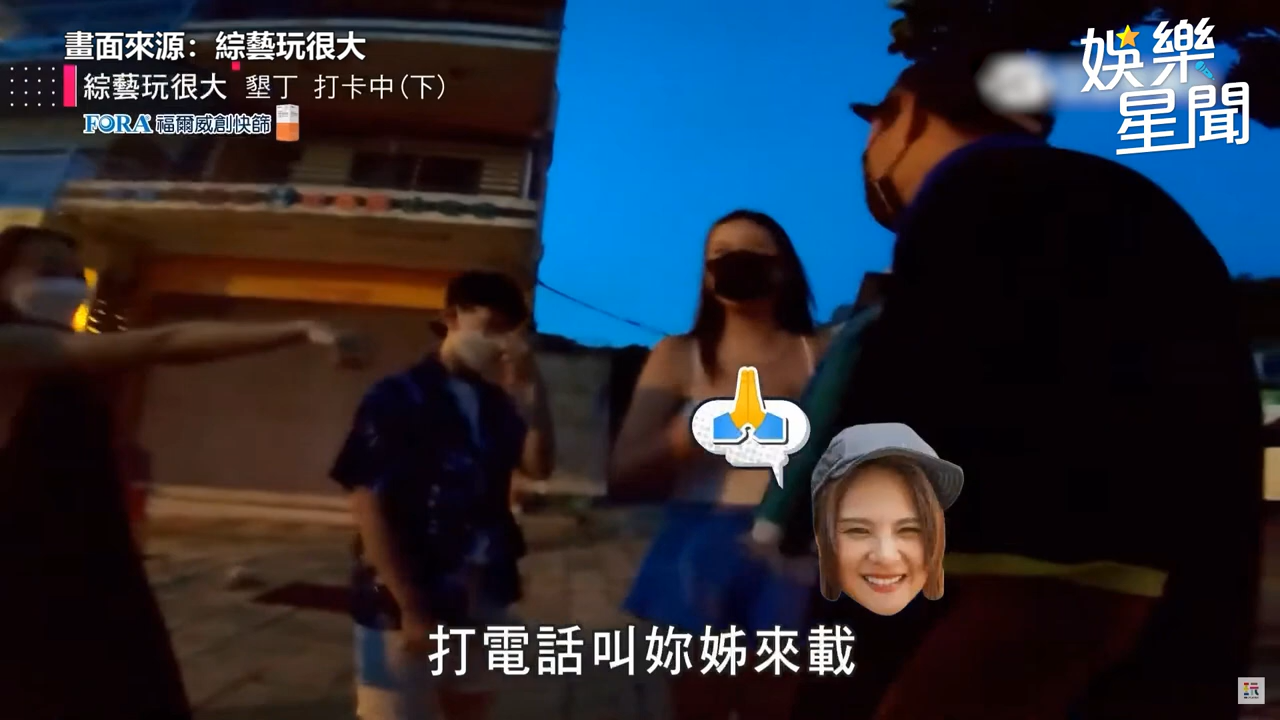 畫面來源：綜藝玩很大
綜藝玩很大 墾丁 打卡中（下）
FORA 福爾威創快篩
娛樂
星聞
打電話叫妳姊來載
玩